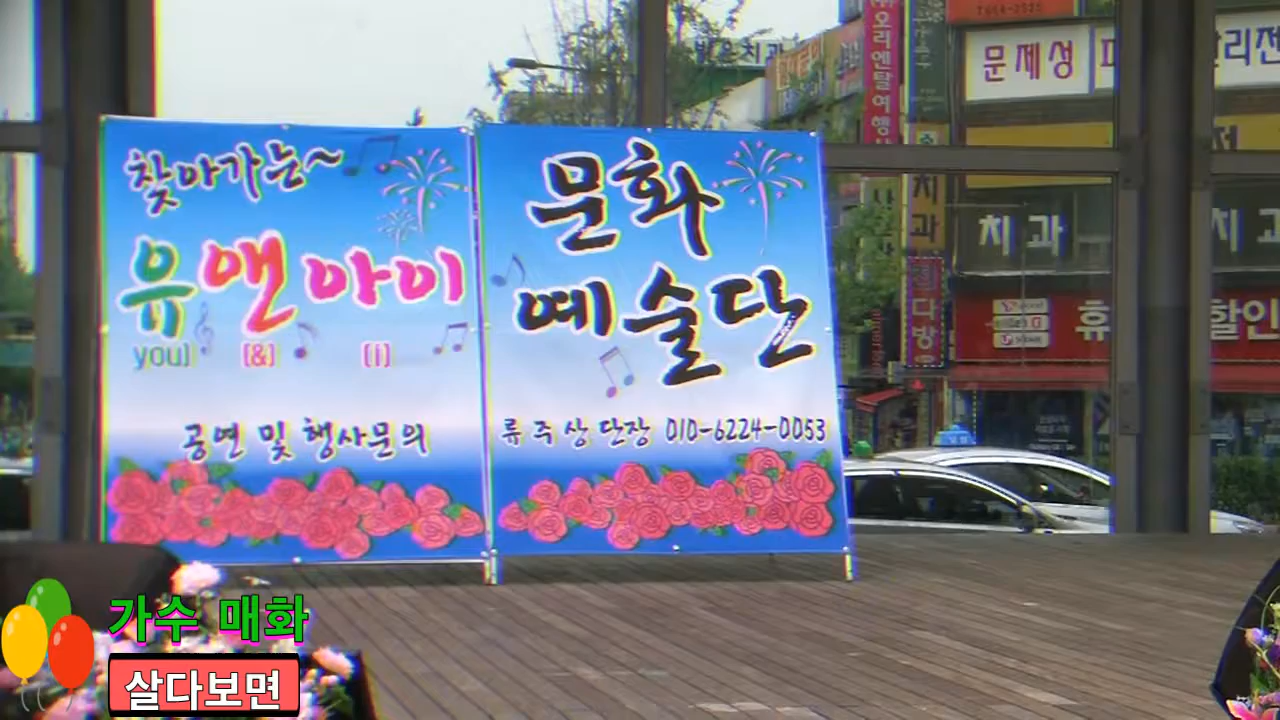 찾아가는~
유앤아이
you] [&] [i]
공연 및 행사문의
문화
예술단
류주상단장 010-6224-0053
가수 매화
살다보면
오리엔탈여행사
문제성
치과
치과
다방
휴
할인